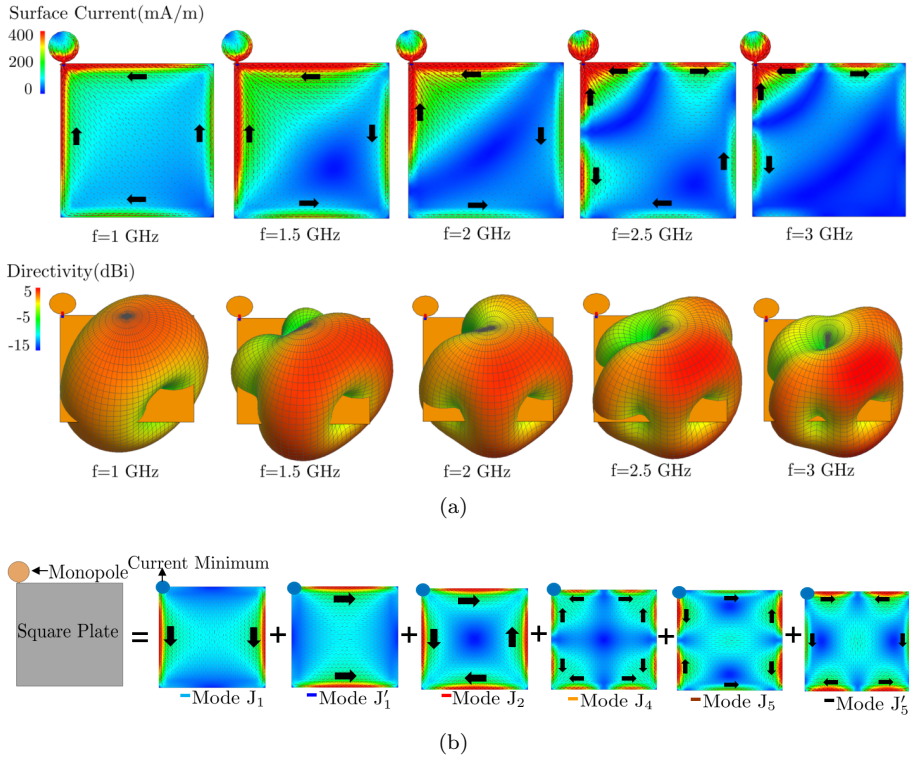 Surface Current(mA/m)
400
200
0
f=1 GHz
f=1.5 GHz
f=2 GHz
f=2.5 GHz
f=3 GHz
Directivity(dBi)
5
-5
-15
f=1 GHz
f=1.5 GHz
f=2 GHz
f=2.5 GHz
f=3 GHz
(a)
Monopole
Current Minimum
Square Plate
= + + + + +
Mode J₁
Mode J′₁
Mode J₂
Mode J₄
Mode J₅
Mode J′₅
(b)